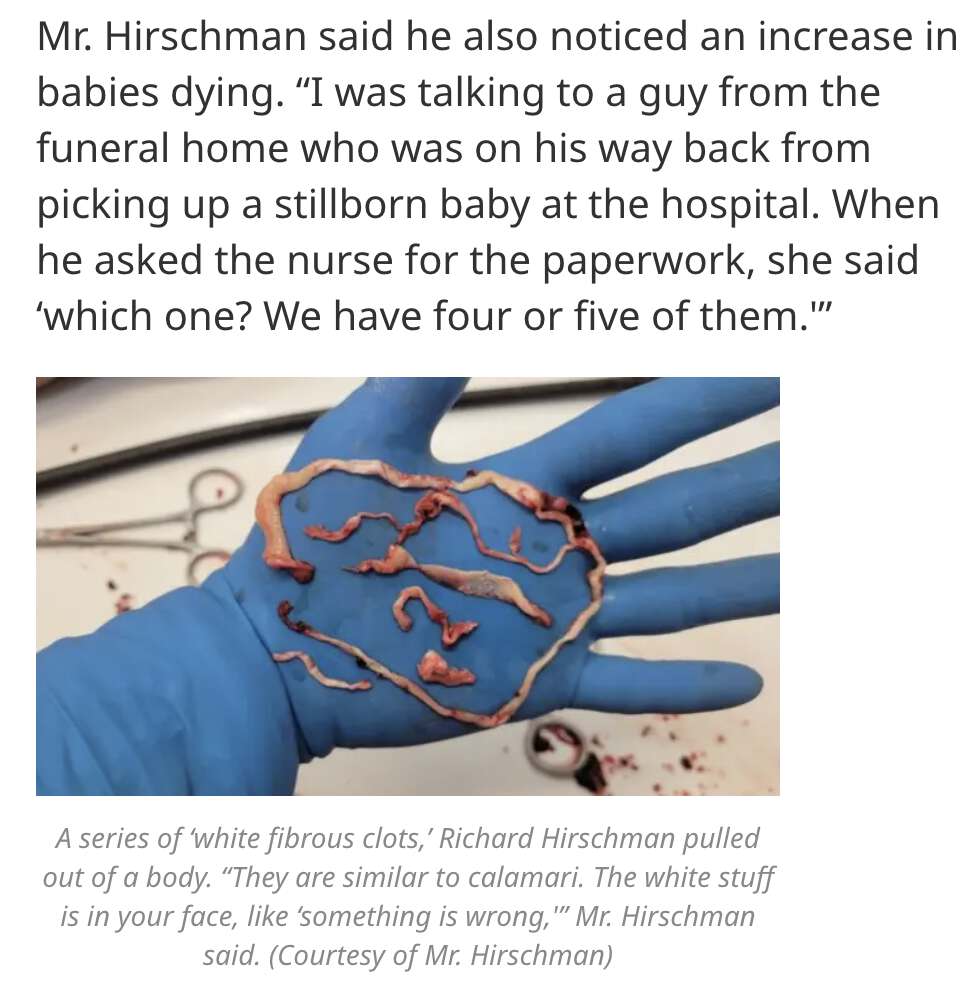 Mr. Hirschman said he also noticed an increase in
babies dying. “I was talking to a guy from the
funeral home who was on his way back from
picking up a stillborn baby at the hospital. When
he asked the nurse for the paperwork, she said
‘which one? We have four or five of them.'”
A series of ‘white fibrous clots,’ Richard Hirschman pulled
out of a body. “They are similar to calamari. The white stuff
is in your face, like ‘something is wrong,'” Mr. Hirschman
said. (Courtesy of Mr. Hirschman)